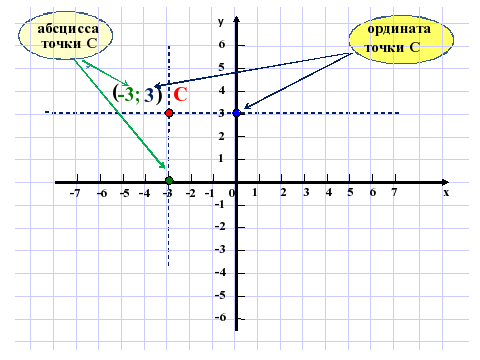 абсцисса
точки С
ордината
точки С
(-3; 3) С
у
6
5
4
3
2
1
-7 -6 -5 -4 -3 -2 -1 0 1 2 3 4 5 6 7 х
-1
-2
-3
-4
-5
-6